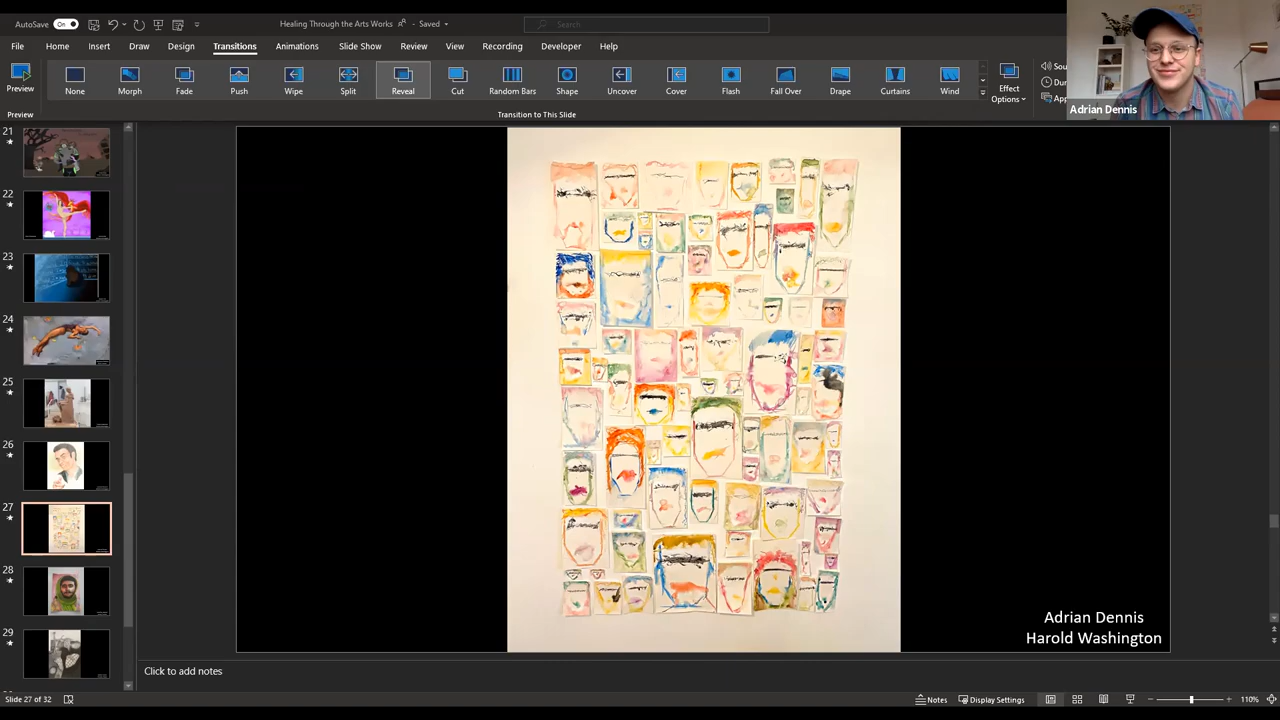 AutoSave On Healing Through the Arts Works - Saved Search
File Home Insert Draw Design Transitions Animations Slide Show Review View Recording Developer Help
Preview None Morph Fade Push Wipe Split Reveal Cut Random Bars Shape Uncover Cover Flash Fall Over Drape Curtains Wind Effect Options
Sou
Dur
App
Adrian Dennis
Preview Transition to This Slide
21
22
23
24
25
26
27
28
29
Adrian Dennis
Harold Washington
Click to add notes
Slide 27 of 32 Notes Display Settings 110%